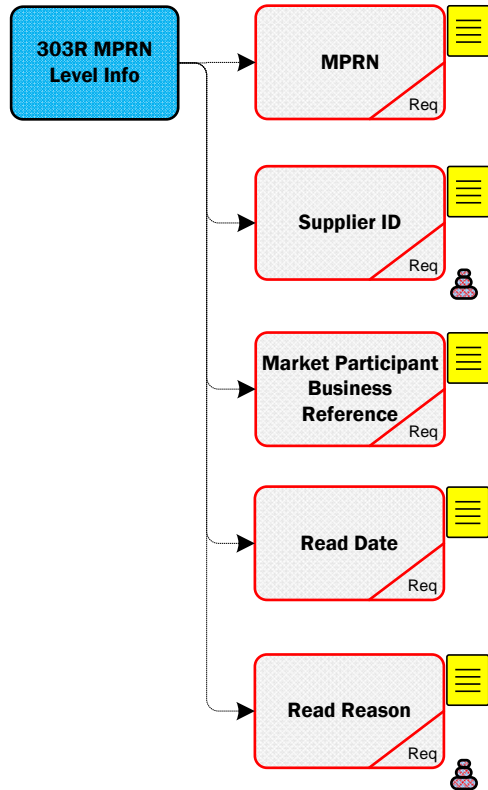 303R MPRN
Level Info
MPRN
Req
Supplier ID
Req
Market Participant
Business
Reference
Req
Read Date
Req
Read Reason
Req